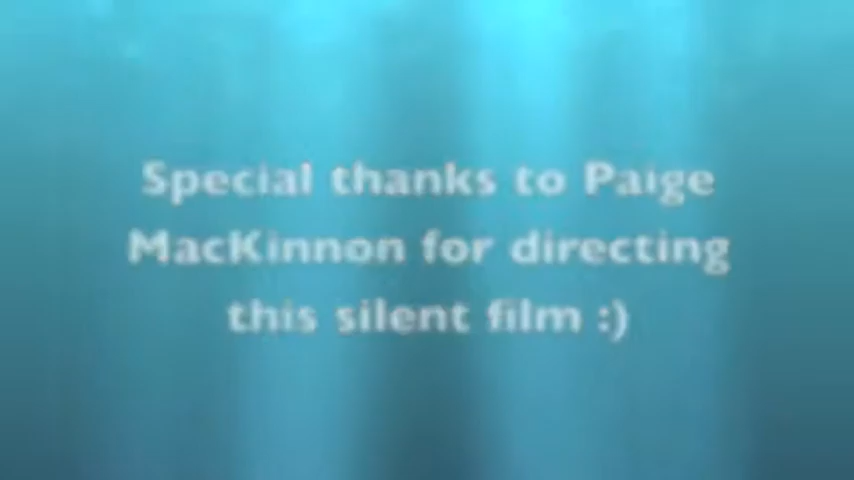 Special thanks to Paige
MacKinnon for directing
this silent film :)